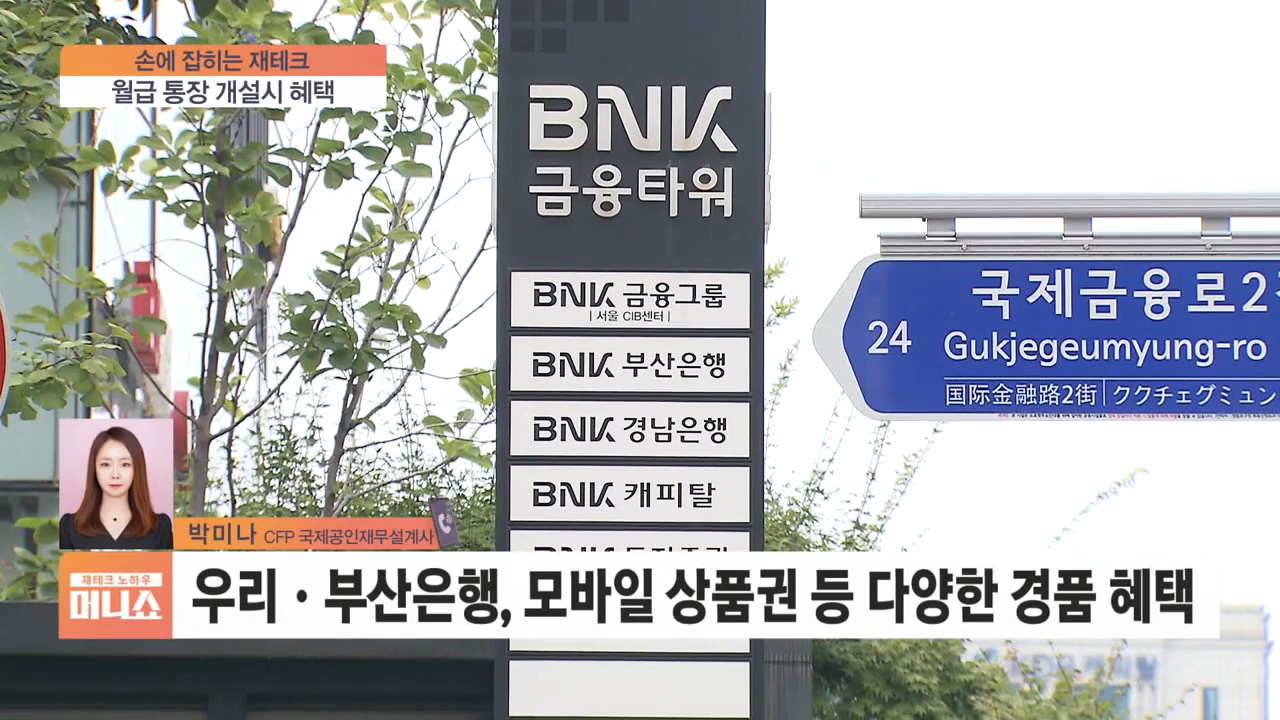 손에 잡히는 재테크
월급 통장 개설시 혜택
BNK
금융타워
BNK 금융그룹
| 서울 CIB센터 |
BNK 부산은행
BNK 경남은행
BNK 캐피탈
24
국제금융로2
Gukjegeumyung-ro
国际金融路2街 | ククチェグミュン
박미나 CFP 국제공인재무설계사
재테크 노하우
머니쇼
우리·부산은행, 모바일 상품권 등 다양한 경품 혜택